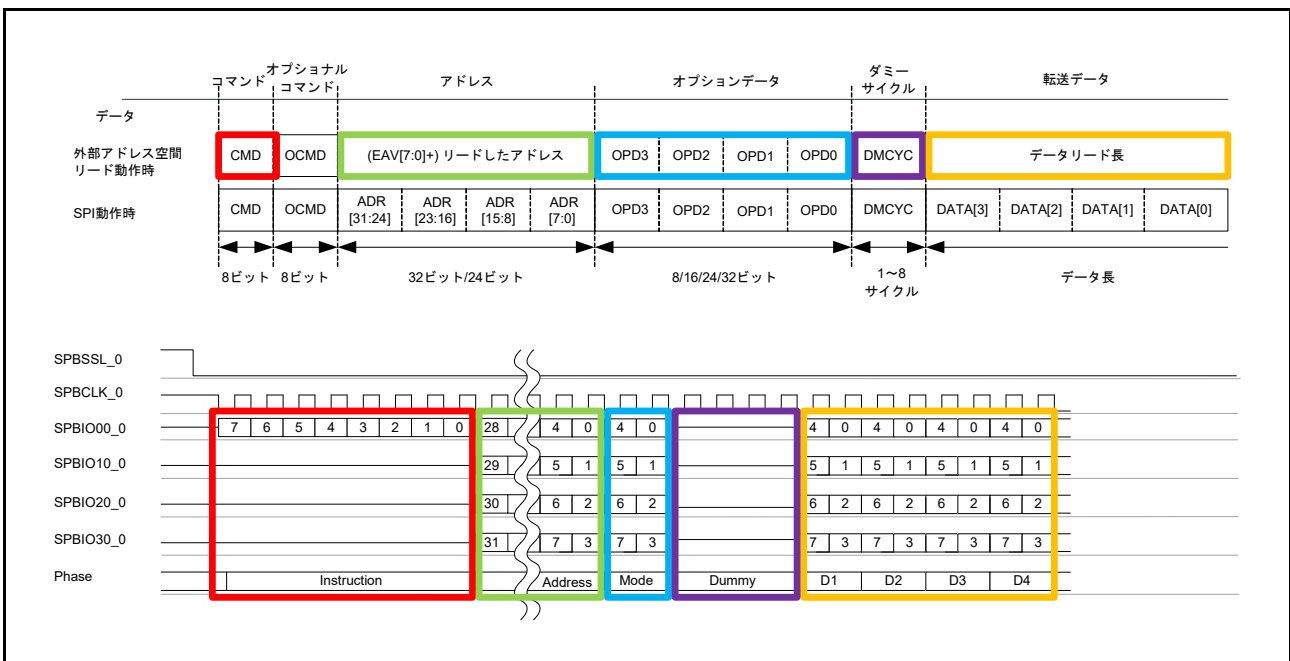 コマンド オプショナルコマンド アドレス オプションデータ ダミーサイクル 転送データ
データ
外部アドレス空間リード動作時 CMD OCMD (EAV[7:0]+) リードしたアドレス OPD3 OPD2 OPD1 OPD0 DMCYC データリード長
SPI動作時 CMD OCMD ADR[31:24] ADR[23:16] ADR[15:8] ADR[7:0] OPD3 OPD2 OPD1 OPD0 DMCYC DATA[3] DATA[2] DATA[1] DATA[0]
8ビット 8ビット 32ビット/24ビット 8/16/24/32ビット 1～8サイクル データ長
SPBSSL_0
SPBCLK_0
SPBIO00_0 7 6 5 4 3 2 1 0 28 4 0 4 0 4 0 4 0 4 0 4 0
SPBIO10_0 29 5 1 5 1 5 1 5 1 5 1 5 1
SPBIO20_0 30 6 2 6 2 6 2 6 2 6 2 6 2
SPBIO30_0 31 7 3 7 3 7 3 7 3 7 3 7 3
Phase Instruction Address Mode Dummy D1 D2 D3 D4